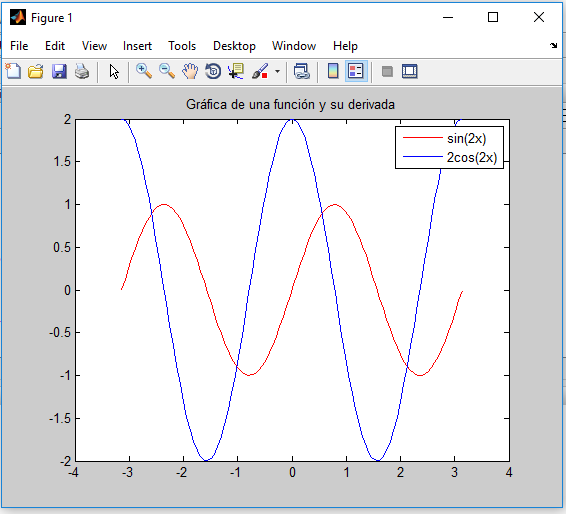 Figure 1
File Edit View Insert Tools Desktop Window Help
Gráfica de una función y su derivada
sin(2x)
2cos(2x)
2
1.5
1
0.5
0
-0.5
-1
-1.5
-2
-4 -3 -2 -1 0 1 2 3 4